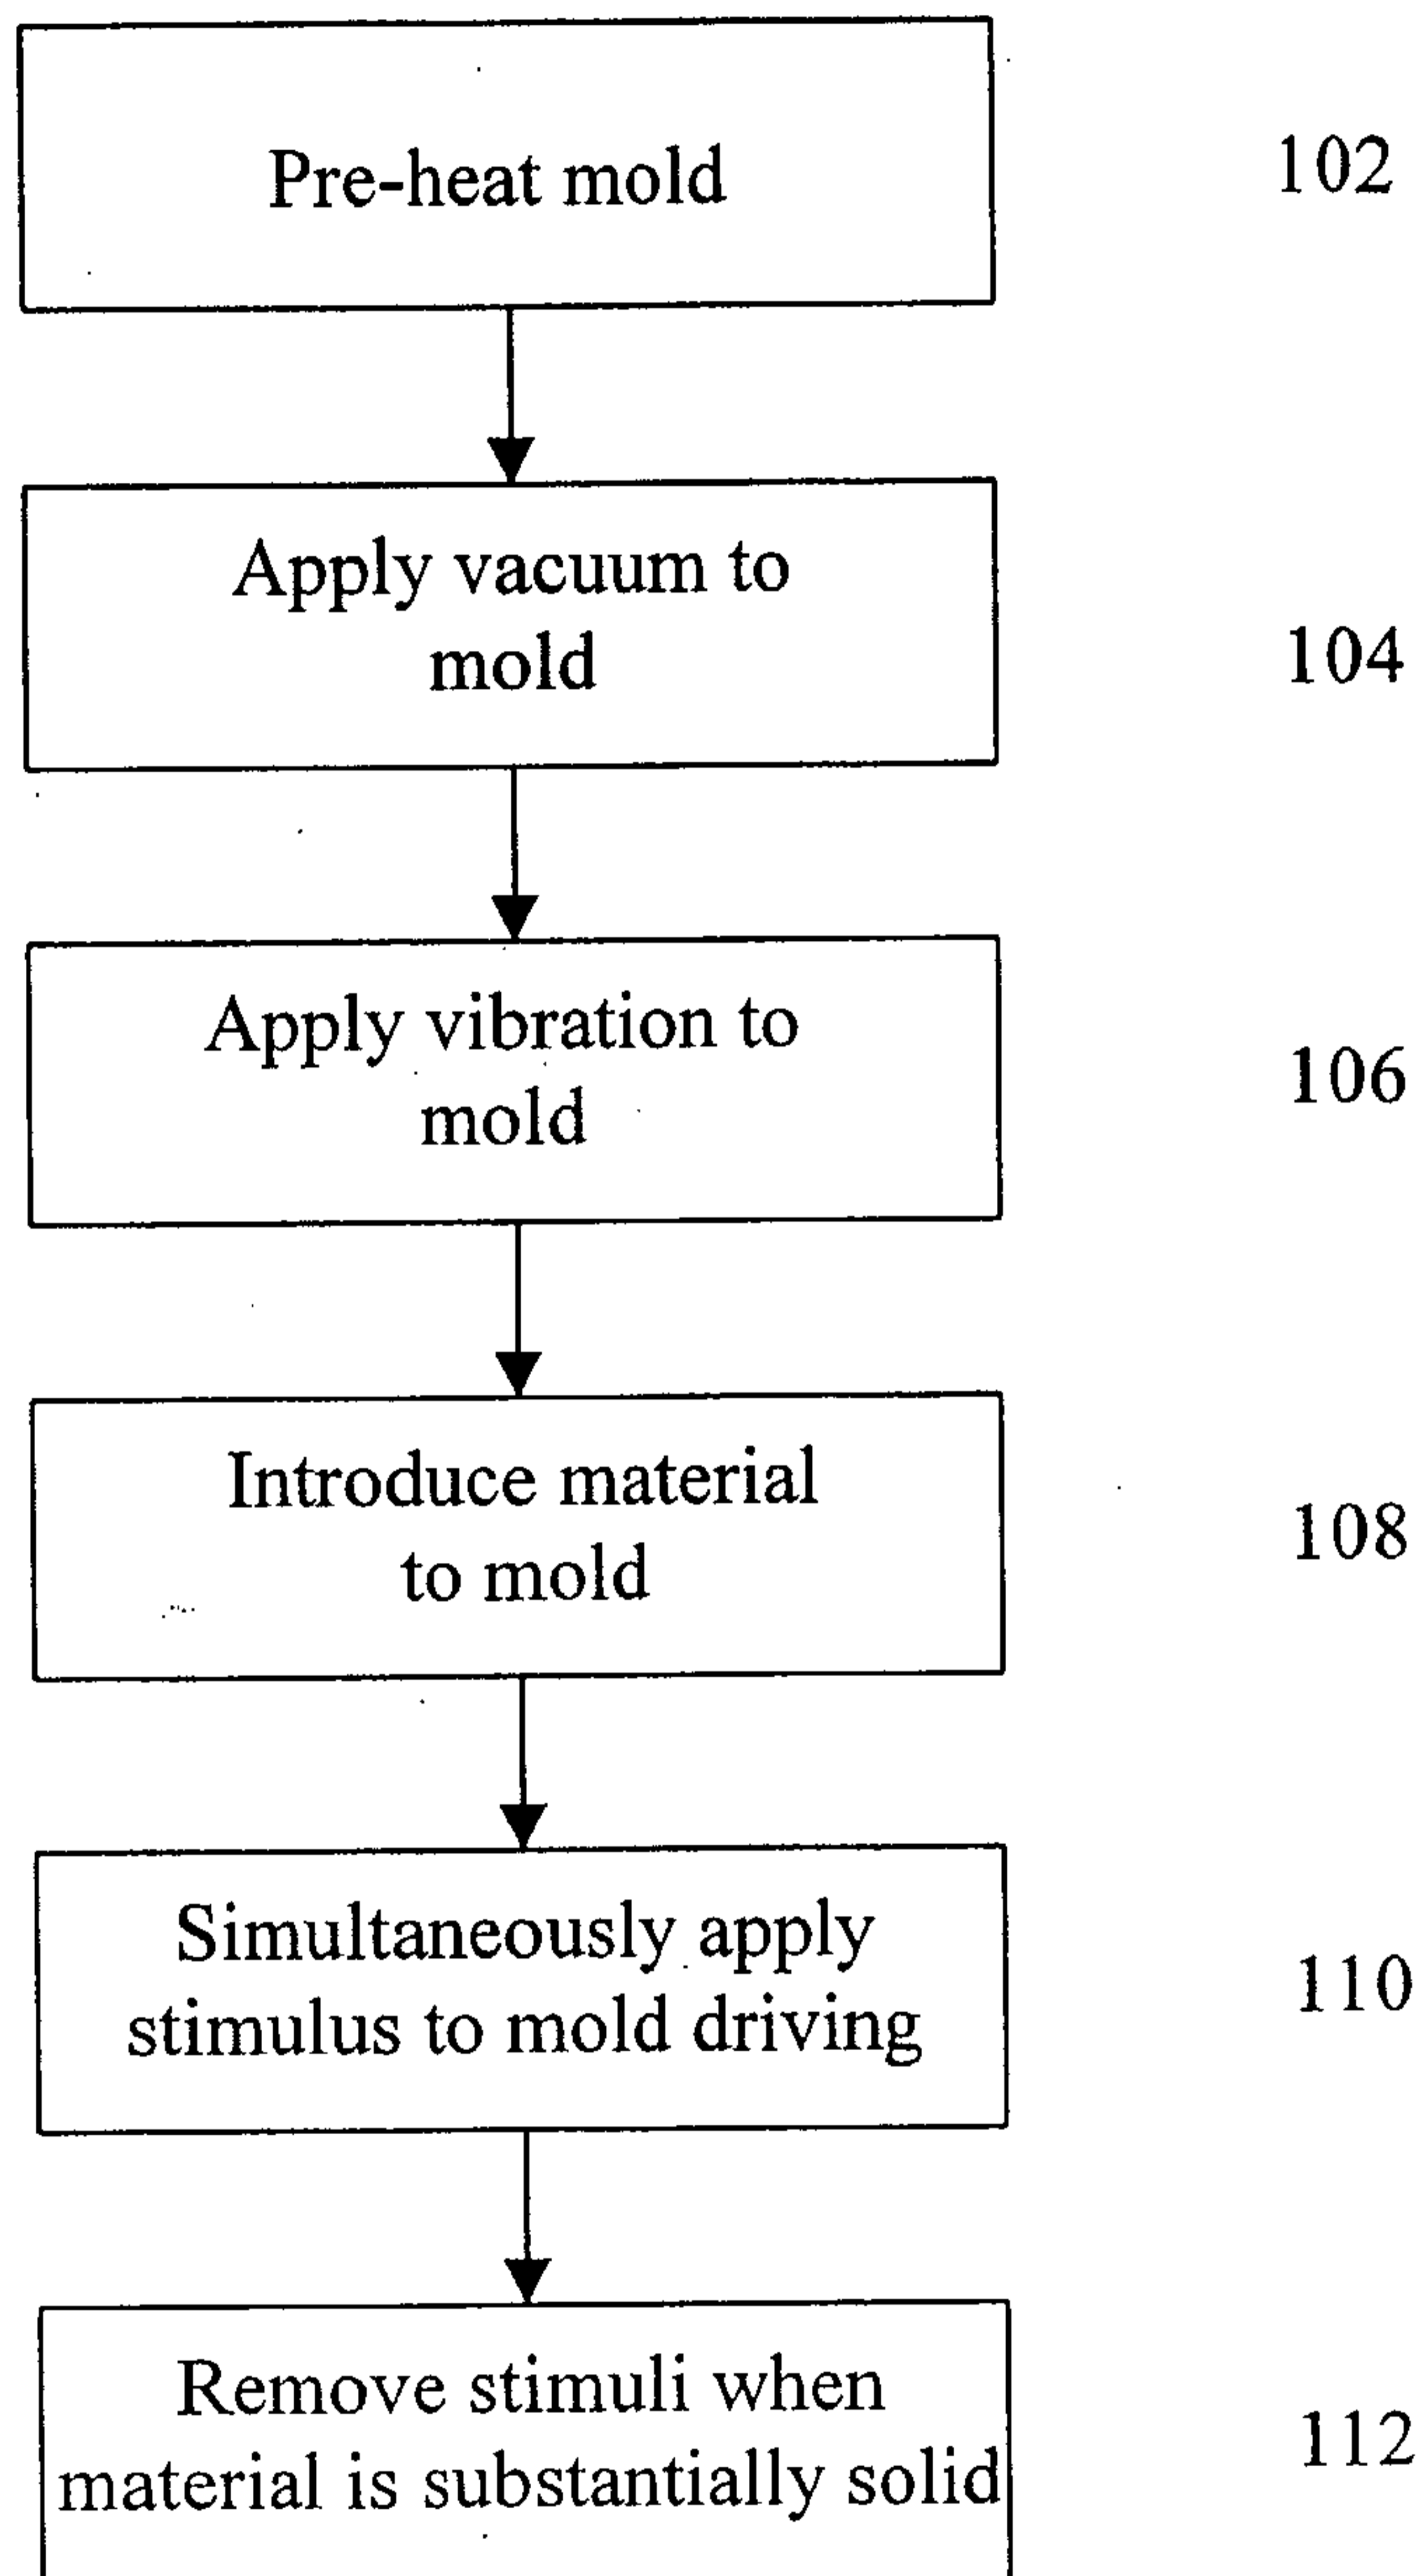 Pre-heat mold
102
Apply vacuum to
mold
104
Apply vibration to
mold
106
Introduce material
to mold
108
Simultaneously apply
stimulus to mold driving
110
Remove stimuli when
material is substantially solid
112